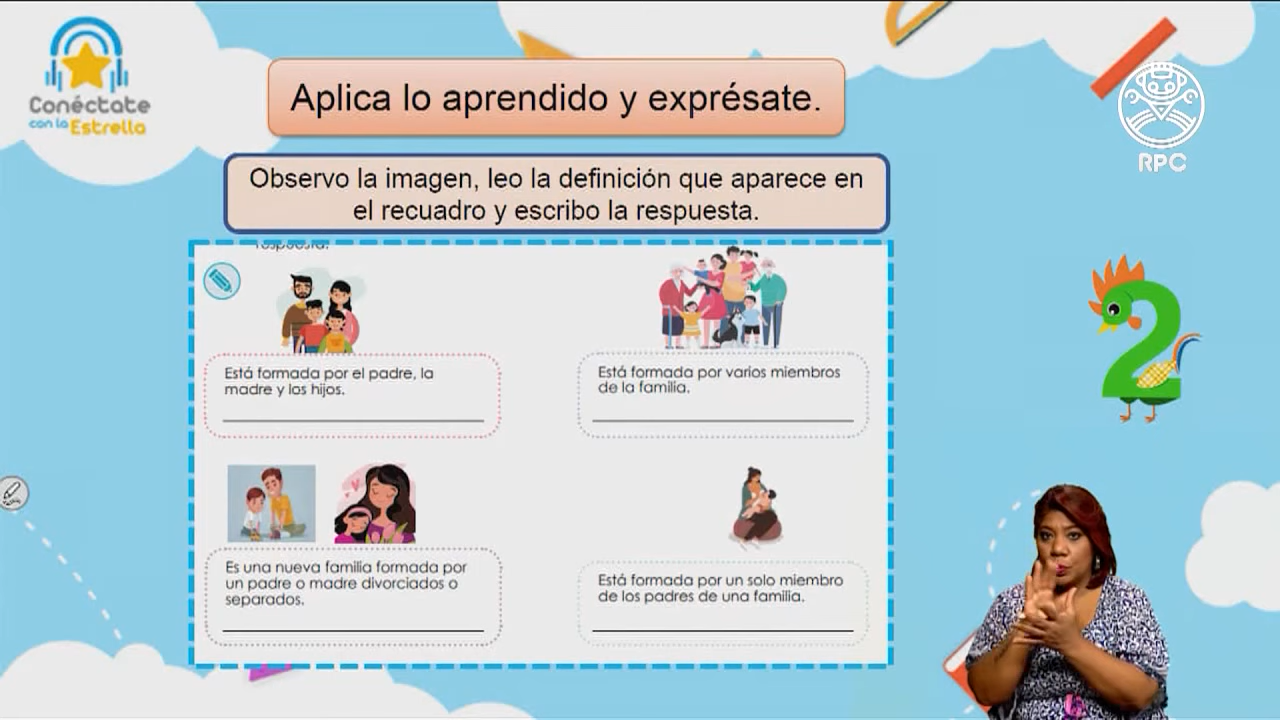 Conéctate
con la Estrella
Aplica lo aprendido y exprésate.
RPC
Observo la imagen, leo la definición que aparece en
el recuadro y escribo la respuesta.
respuesta.
Está formada por el padre, la
madre y los hijos.
Está formada por varios miembros
de la familia.
2
Es una nueva familia formada por
un padre o madre divorciados o
separados.
Está formada por un solo miembro
de los padres de una familia.